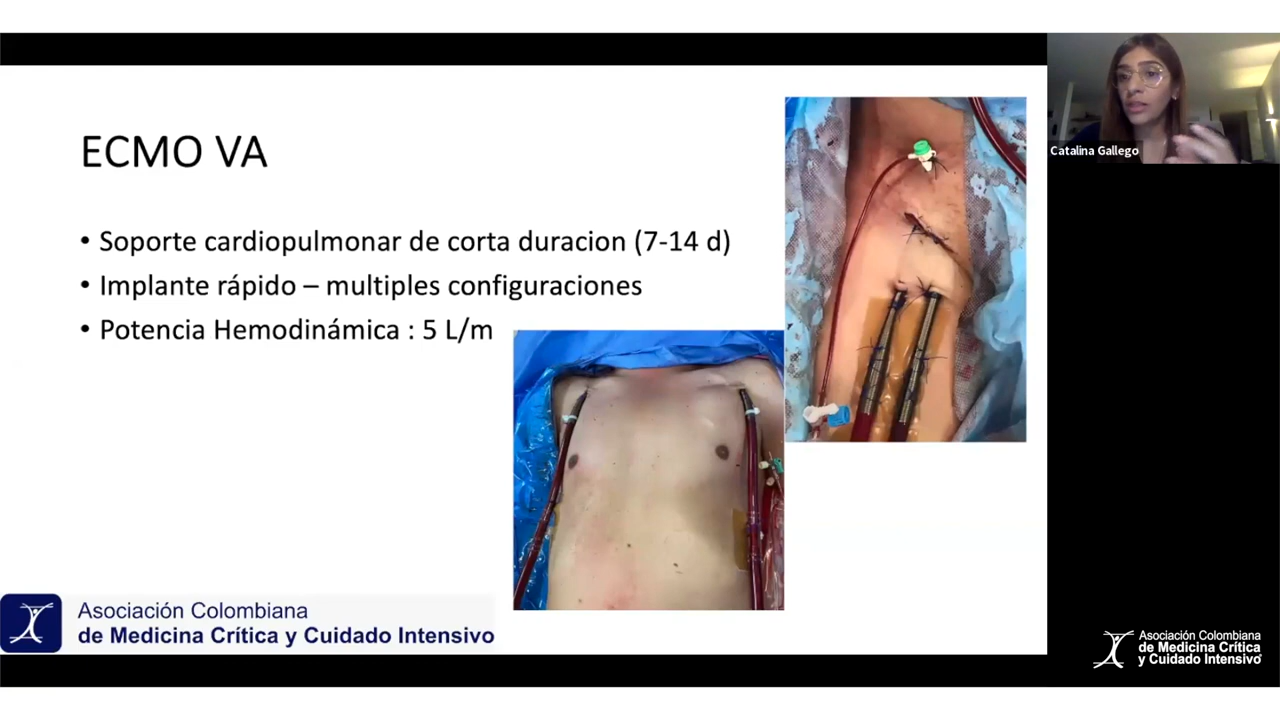 ECMO VA
• Soporte cardiopulmonar de corta duracion (7-14 d)
• Implante rápido – multiples configuraciones
• Potencia Hemodinámica : 5 L/m
Catalina Gallego
Asociación Colombiana
de Medicina Crítica y Cuidado Intensivo
Asociación Colombiana
de Medicina Crítica
y Cuidado Intensivo